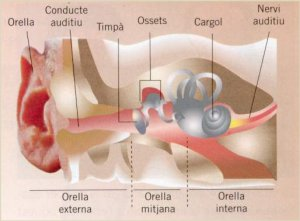 Orella
Conducte
auditiu
Timpà
Ossets
Cargol
Nervi
auditiu
Orella
externa
Orella
mitjana
Orella
interna